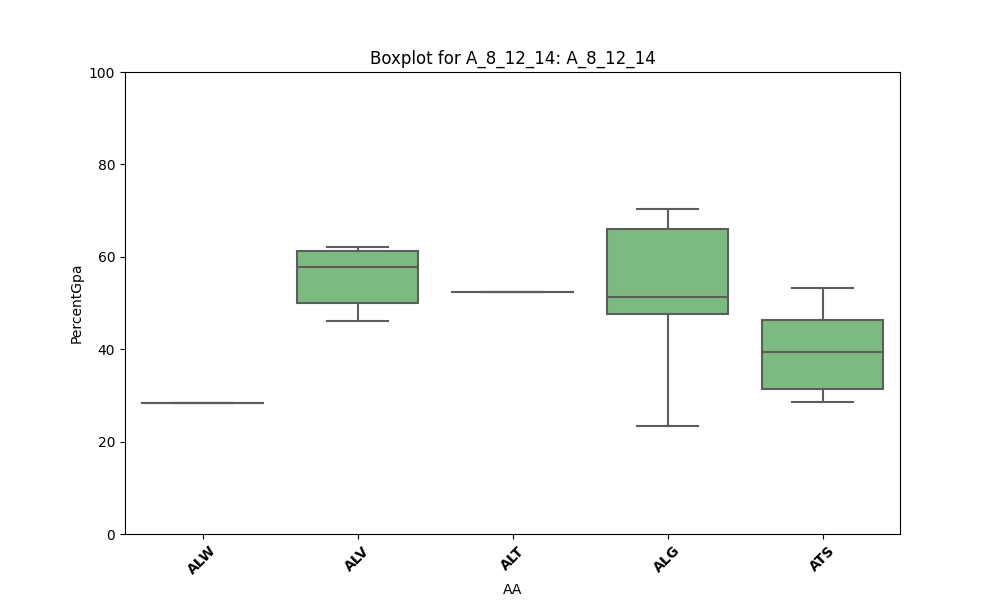 Boxplot for A_8_12_14: A_8_12_14
100
80
60
40
20
0
PercentGpa
ALW
ALV
ALT
ALG
ATS
AA